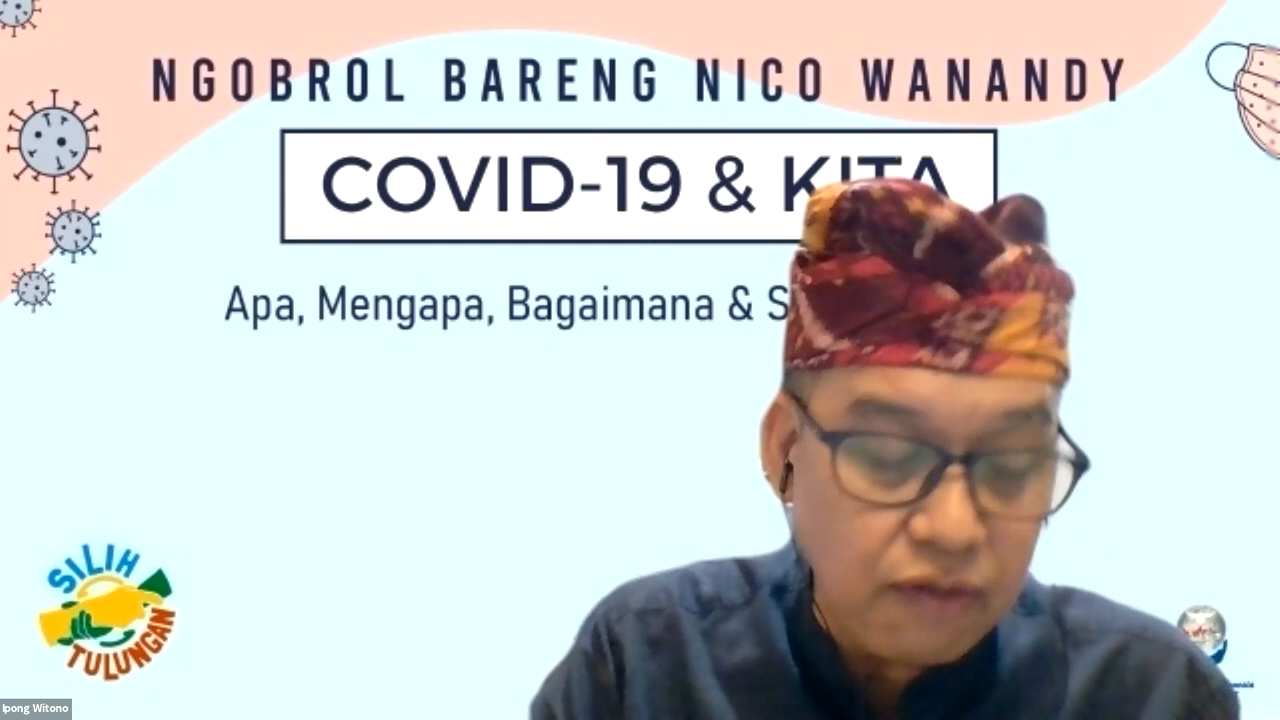 NGOBROL BARENG NICO WANANDY
COVID-19 & KITA
Apa, Mengapa, Bagaimana &
SILIH
TULUNGAN
Ipong Witono